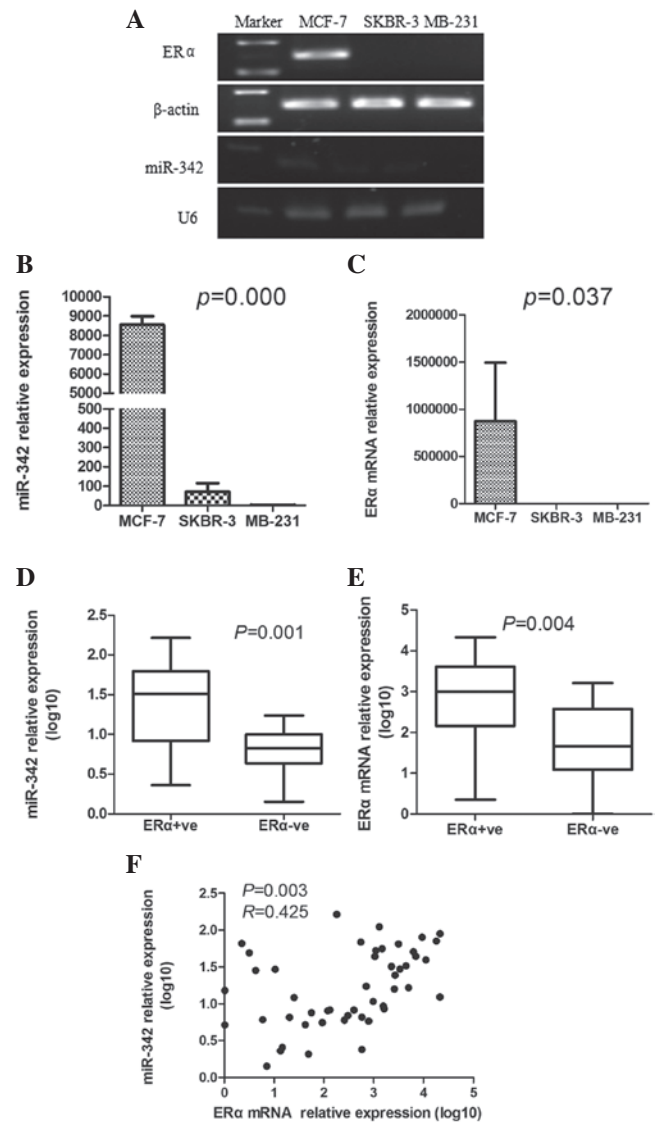 A
Marker MCF-7 SKBR-3 MB-231
ERα
β-actin
miR-342
U6
B
miR-342 relative expression
10000
9000
8000
7000
6000
5000
500
400
300
200
100
0
p=0.000
MCF-7 SKBR-3 MB-231
C
ERα mRNA relative expression
2000000
1500000
1000000
500000
0
p=0.037
MCF-7 SKBR-3 MB-231
D
miR-342 relative expression
(log10)
2.5
2.0
1.5
1.0
0.5
0.0
P=0.001
ERα+ve ERα-ve
E
ERα mRNA relative expression
(log10)
5
4
3
2
1
0
P=0.004
ERα+ve ERα-ve
F
miR-342 relative expression
(log10)
2.5
2.0
1.5
1.0
0.5
0.0
P=0.003
R=0.425
0 1 2 3 4 5
ERα mRNA relative expression (log10)